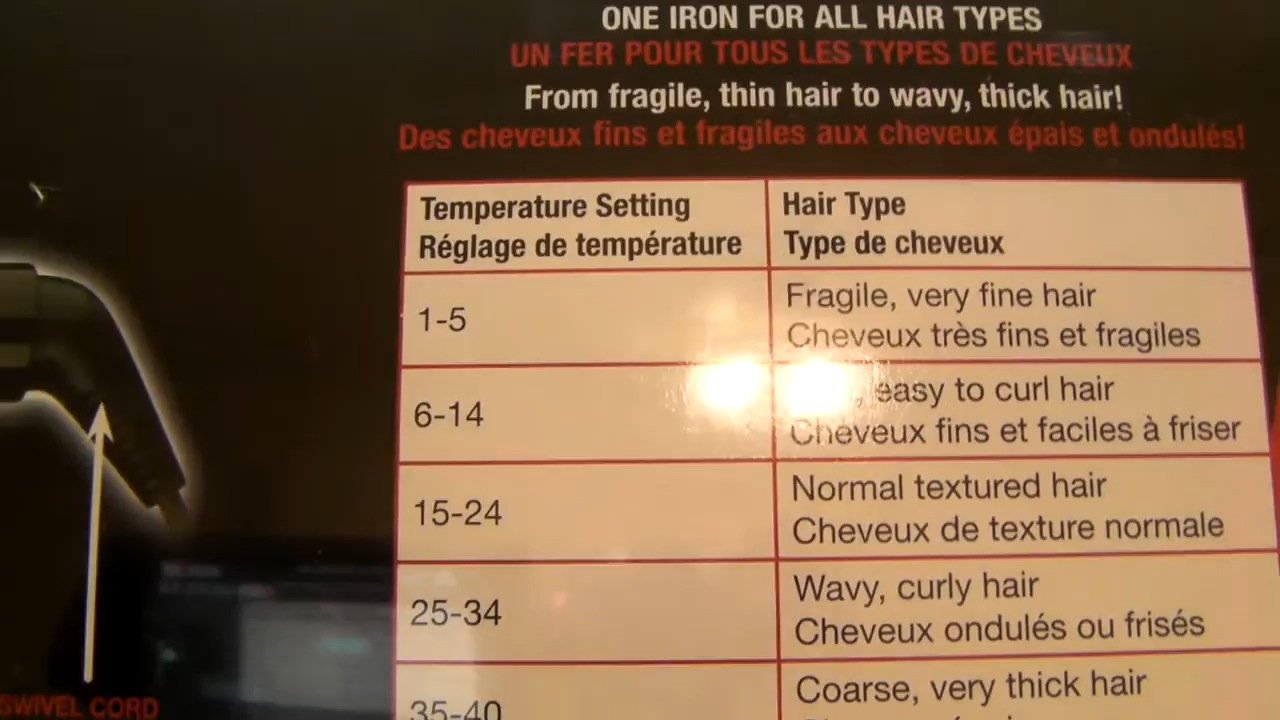 ONE IRON FOR ALL HAIR TYPES
UN FER POUR TOUS LES TYPES DE CHEVEUX
From fragile, thin hair to wavy, thick hair!
Des cheveux fins et fragiles aux cheveux épais et ondulés!
Temperature Setting
Réglage de température
Hair Type
Type de cheveux
1-5
Fragile, very fine hair
Cheveux très fins et fragiles
6-14
, easy to curl hair
Cheveux fins et faciles à friser
15-24
Normal textured hair
Cheveux de texture normale
25-34
Wavy, curly hair
Cheveux ondulés ou frisés
35-40
Coarse, very thick hair
SWIVEL CORD